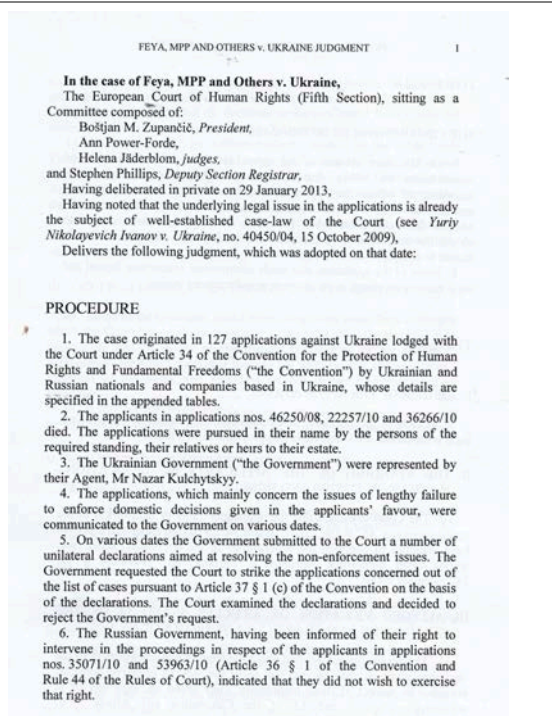 FEYA, MPP AND OTHERS v. UKRAINE JUDGMENT 1
In the case of Feya, MPP and Others v. Ukraine,
The European Court of Human Rights (Fifth Section), sitting as a
Committee composed of:
Boštjan M. Zupančič, President,
Ann Power-Forde,
Helena Jäderblom, judges,
and Stephen Phillips, Deputy Section Registrar,
Having deliberated in private on 29 January 2013,
Having noted that the underlying legal issue in the applications is already
the subject of well-established case-law of the Court (see Yuriy
Nikolayevich Ivanov v. Ukraine, no. 40450/04, 15 October 2009),
Delivers the following judgment, which was adopted on that date:
PROCEDURE
1. The case originated in 127 applications against Ukraine lodged with
the Court under Article 34 of the Convention for the Protection of Human
Rights and Fundamental Freedoms (“the Convention”) by Ukrainian and
Russian nationals and companies based in Ukraine, whose details are
specified in the appended tables.
2. The applicants in applications nos. 46250/08, 22257/10 and 36266/10
died. The applications were pursued in their name by the persons of the
required standing, their relatives or heirs to their estate.
3. The Ukrainian Government (“the Government”) were represented by
their Agent, Mr Nazar Kulchytskyy.
4. The applications, which mainly concern the issues of lengthy failure
to enforce domestic decisions given in the applicants’ favour, were
communicated to the Government on various dates.
5. On various dates the Government submitted to the Court a number of
unilateral declarations aimed at resolving the non-enforcement issues. The
Government requested the Court to strike the applications concerned out of
the list of cases pursuant to Article 37 § 1 (c) of the Convention on the basis
of the declarations. The Court examined the declarations and decided to
reject the Government’s request.
6. The Russian Government, having been informed of their right to
intervene in the proceedings in respect of the applicants in applications
nos. 35071/10 and 53963/10 (Article 36 § 1 of the Convention and
Rule 44 of the Rules of Court), indicated that they did not wish to exercise
that right.